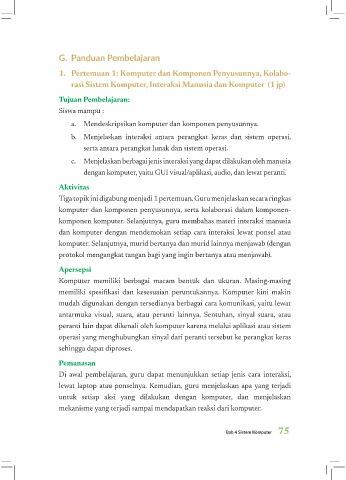 G. Panduan Pembelajaran
1. Pertemuan 1: Komputer dan Komponen Penyusunnya, Kolabo-
rasi Sistem Komputer, Interaksi Manusia dan Komputer (1 jp)
Tujuan Pembelajaran:
Siswa mampu :
a. Mendeskripsikan komputer dan komponen penyusunnya.
b. Menjelaskan interaksi antara perangkat keras dan sistem operasi,
serta antara perangkat lunak dan sistem operasi.
c. Menjelaskan berbagai jenis interaksi yang dapat dilakukan oleh manusia
dengan komputer, yaitu GUI visual/aplikasi, audio, dan lewat peranti.
Aktivitas
Tiga topik ini digabung menjadi 1 pertemuan. Guru menjelaskan secara ringkas
komputer dan komponen penyusunnya, serta kolaborasi dalam komponen-
komponen komputer. Selanjutnya, guru membahas materi interaksi manusia
dan komputer dengan mendemokan setiap cara interaksi lewat ponsel atau
komputer. Selanjutnya, murid bertanya dan murid lainnya menjawab (dengan
protokol mengangkat tangan bagi yang ingin bertanya atau menjawab).
Apersepsi
Komputer memiliki berbagai macam bentuk dan ukuran. Masing-masing
memiliki spesifikasi dan kesesuaian peruntukannya. Komputer kini makin
mudah digunakan dengan tersedianya berbagai cara komunikasi, yaitu lewat
antarmuka visual, suara, atau peranti lainnya. Sentuhan, sinyal suara, atau
peranti lain dapat dikenali oleh komputer karena melalui aplikasi atau sistem
operasi yang menghubungkan sinyal dari peranti tersebut ke perangkat keras
sehingga dapat diproses.
Pemanasan
Di awal pembelajaran, guru dapat menunjukkan setiap jenis cara interaksi,
lewat laptop atau ponselnya. Kemudian, guru menjelaskan apa yang terjadi
untuk setiap aksi yang dilakukan dengan komputer, dan menjelaskan
mekanisme yang terjadi sampai mendapatkan reaksi dari komputer.
Bab 4 Sistem Komputer 75